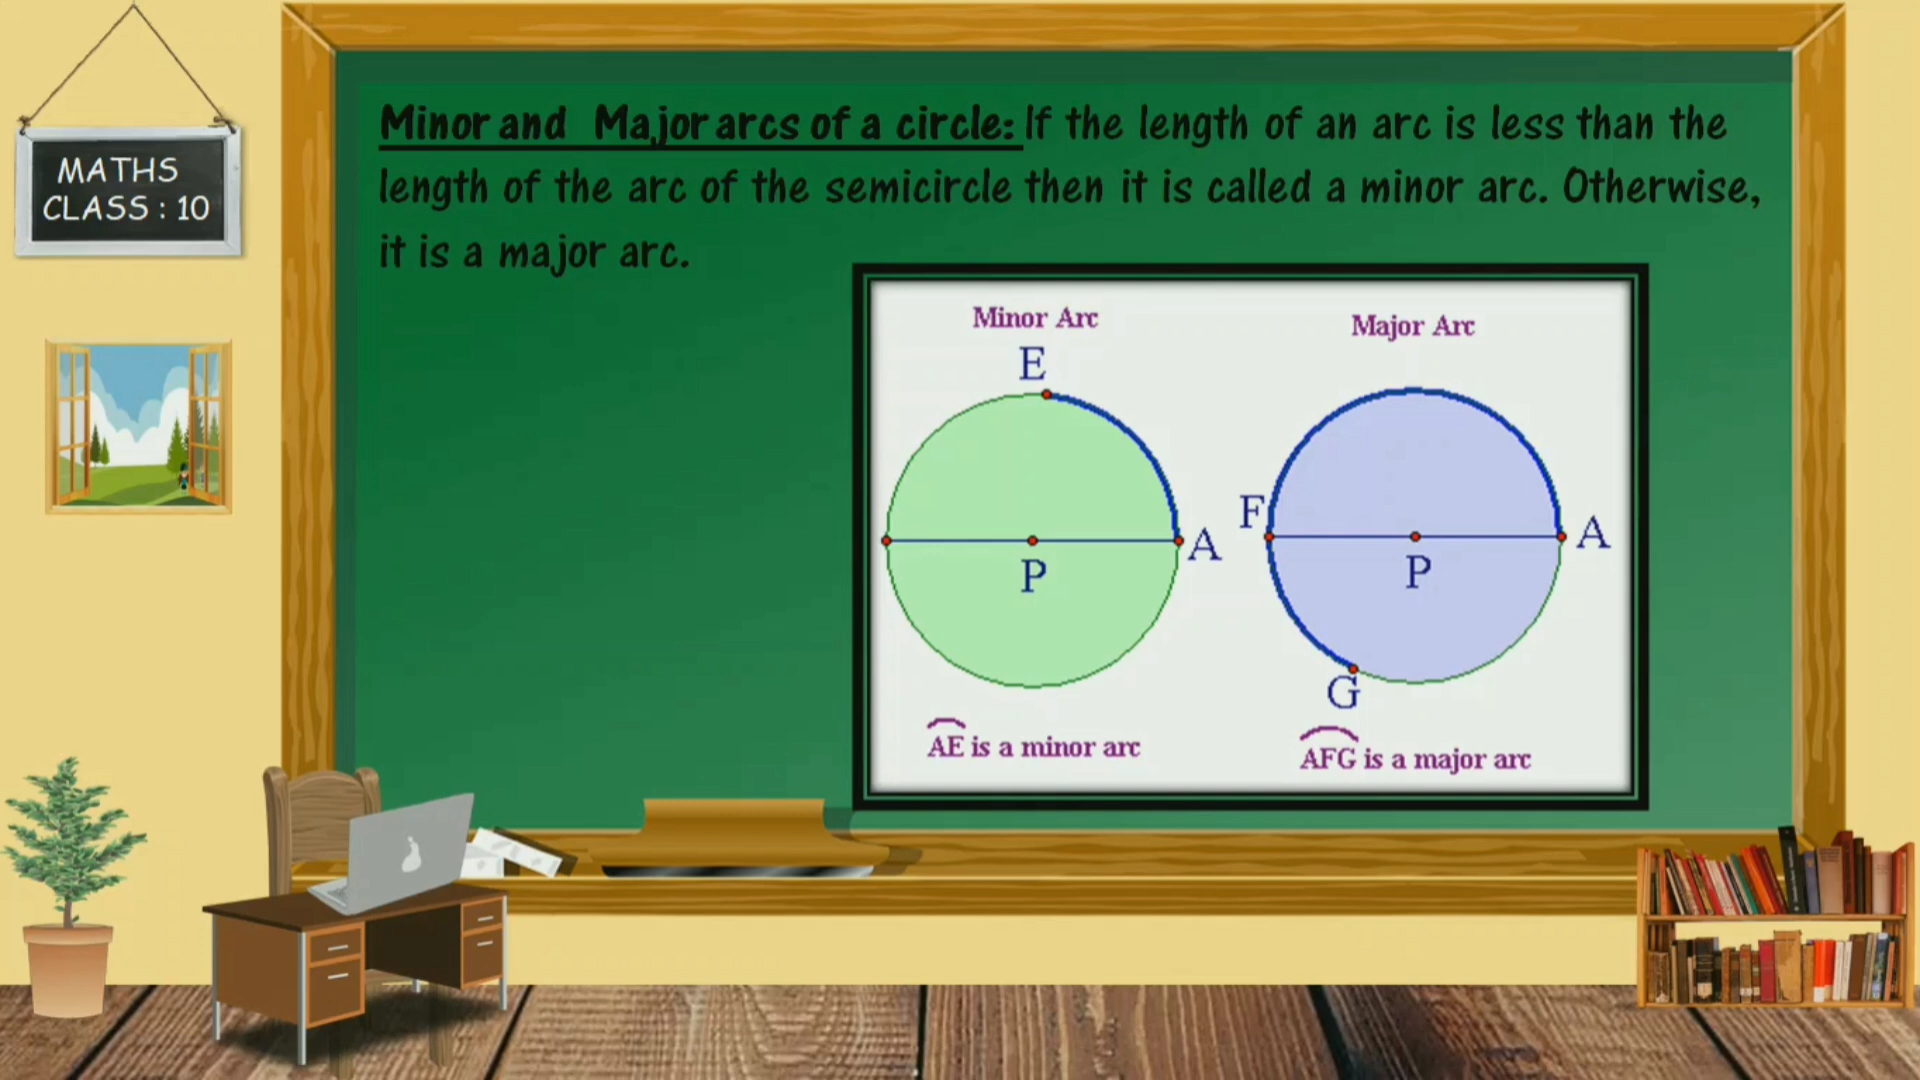 MATHS
CLASS : 10
Minor and Major arcs of a circle: If the length of an arc is less than the
length of the arc of the semicircle then it is called a minor arc. Otherwise,
it is a major arc.
Minor Arc
E
A
P
AE is a minor arc
Major Arc
F
A
P
G
AFG is a major arc